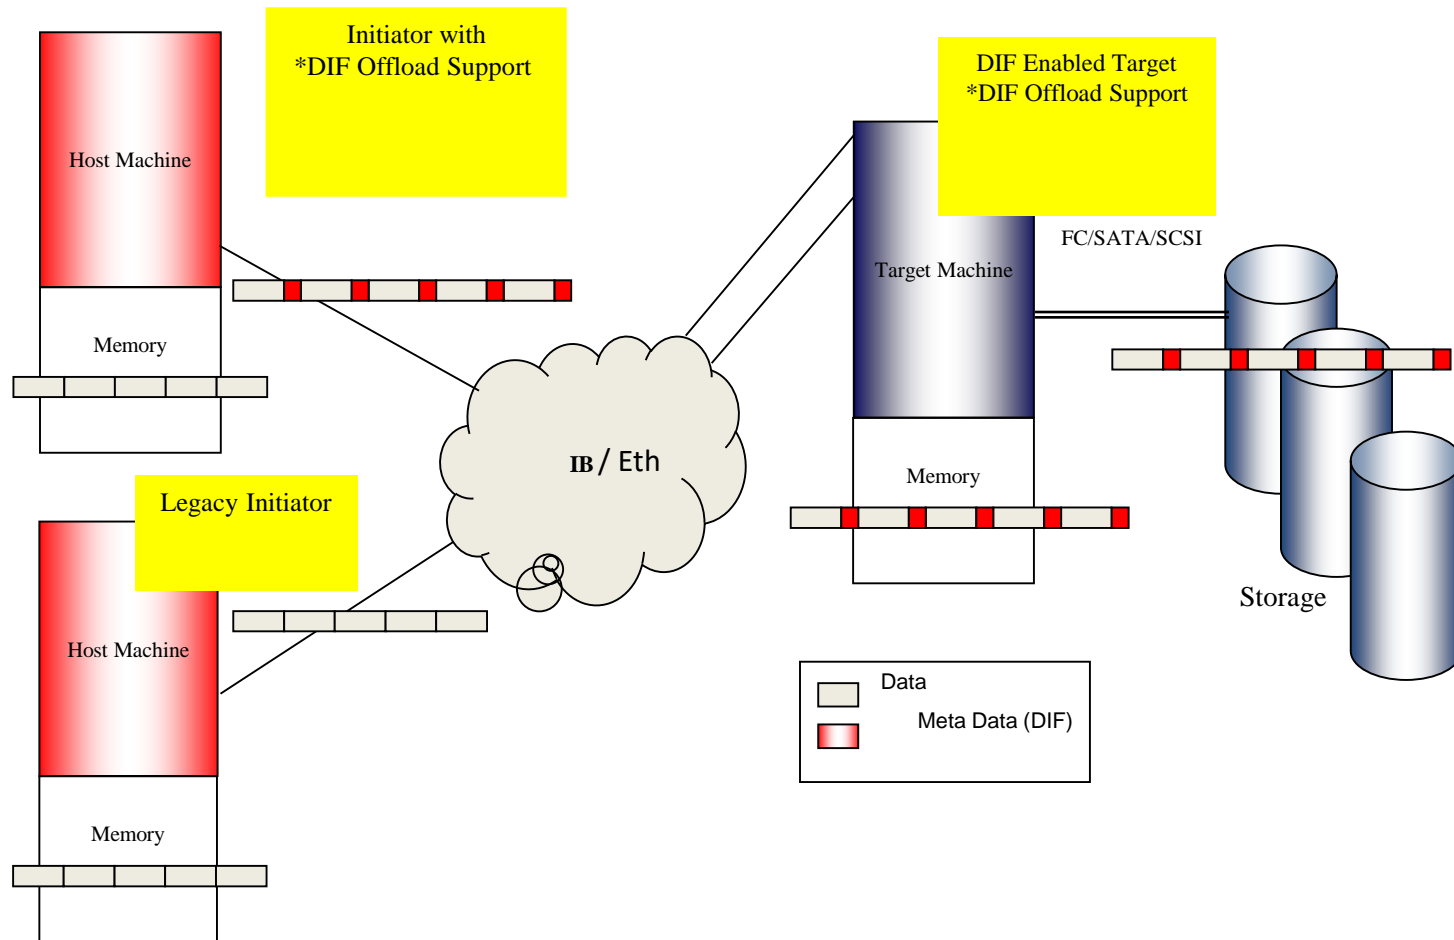 Initiator with
*DIF Offload Support
Host Machine
Memory
DIF Enabled Target
*DIF Offload Support
FC/SATA/SCSI
Target Machine
IB / Eth
Memory
Storage
Legacy Initiator
Host Machine
Memory
Data
Meta Data (DIF)